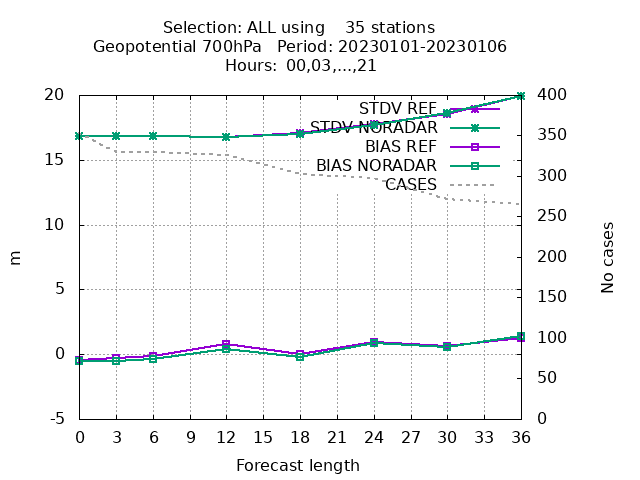 Selection: ALL using    35 stations
Geopotential 700hPa   Period: 20230101-20230106
Hours: 00,03,...,21
STDV REF
STDV NORADAR
BIAS REF
BIAS NORADAR
CASES
20
15
10
5
0
-5
m
400
350
300
250
200
150
100
50
0
No cases
0 3 6 9 12 15 18 21 24 27 30 33 36
Forecast length